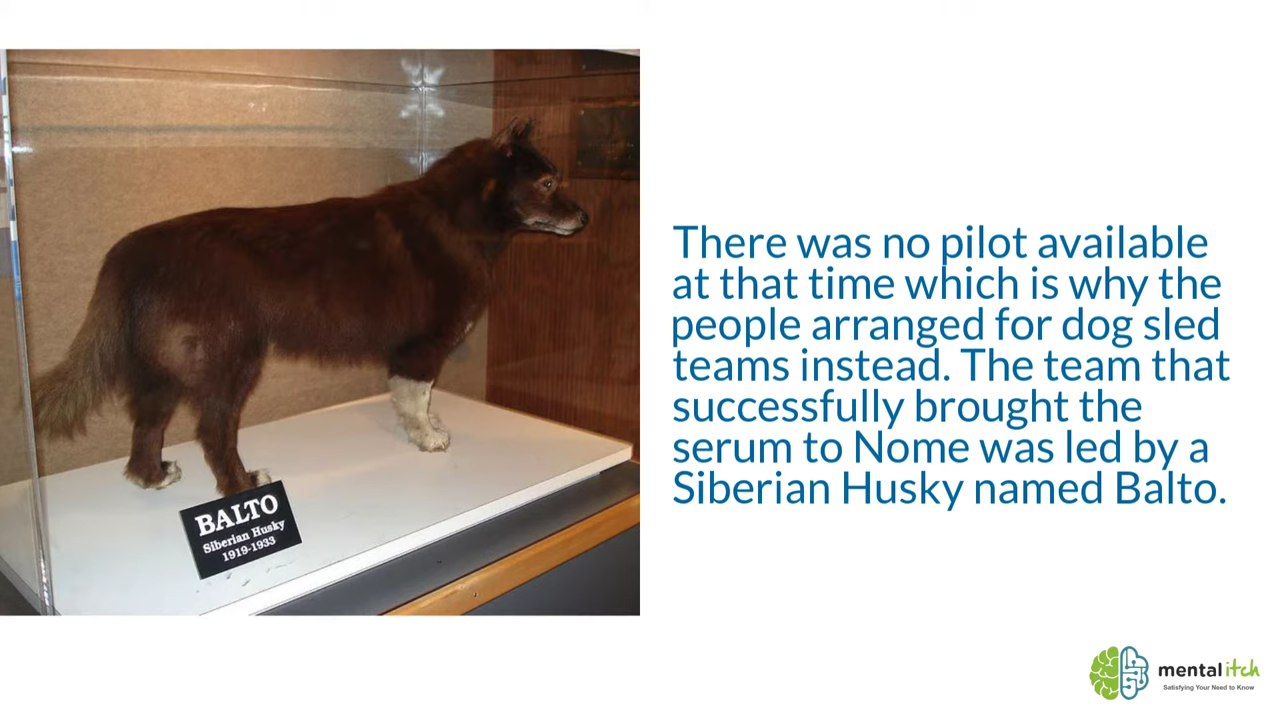 There was no pilot available
at that time which is why the
people arranged for dog sled
teams instead. The team that
successfully brought the
serum to Nome was led by a
Siberian Husky named Balto.
BALTO
Siberian Husky
1919-1933
mentalitch
Satisfying Your Need to Know